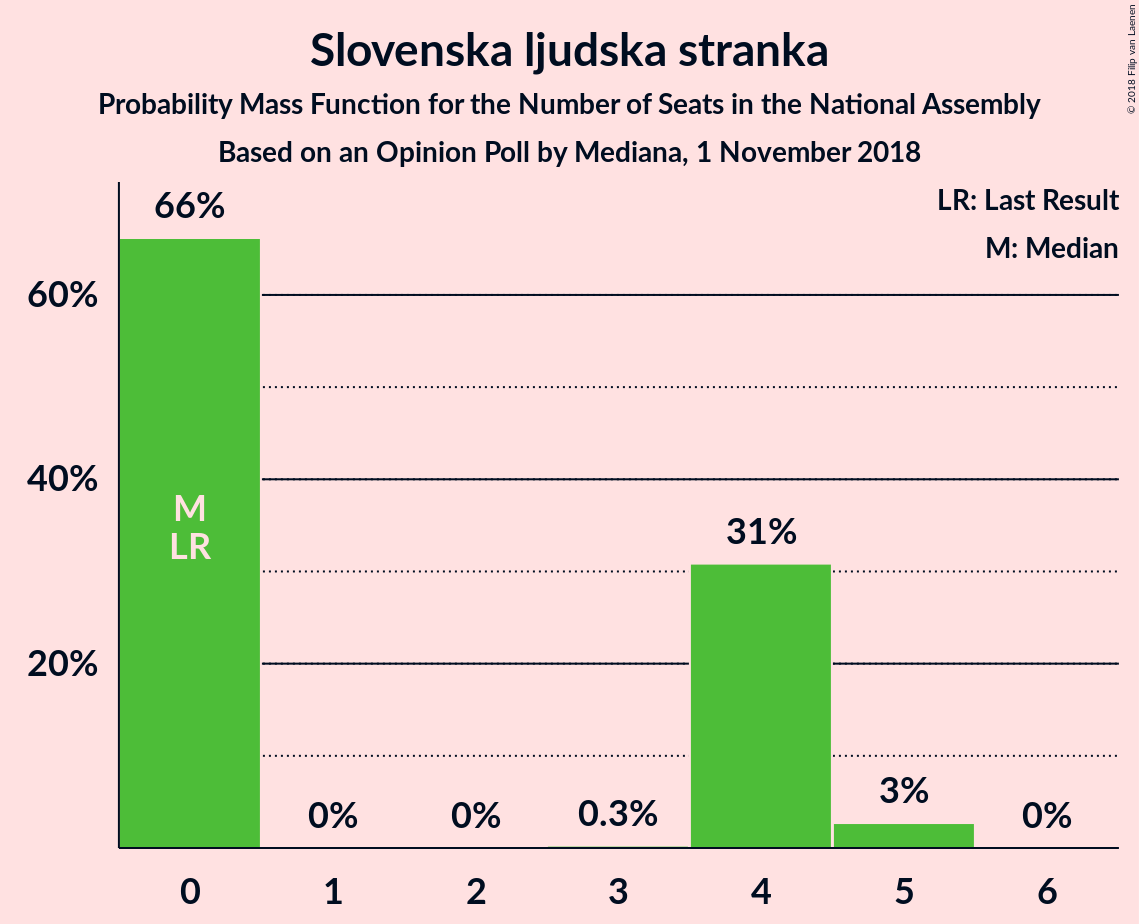 Slovenska ljudska stranka
Probability Mass Function for the Number of Seats in the National Assembly
Based on an Opinion Poll by Mediana, 1 November 2018
© 2018 Filip van Laenen
LR: Last Result
M: Median
66%
60%
40%
20%
M
LR
0%
0%
0.3%
31%
3%
0%
0 1 2 3 4 5 6